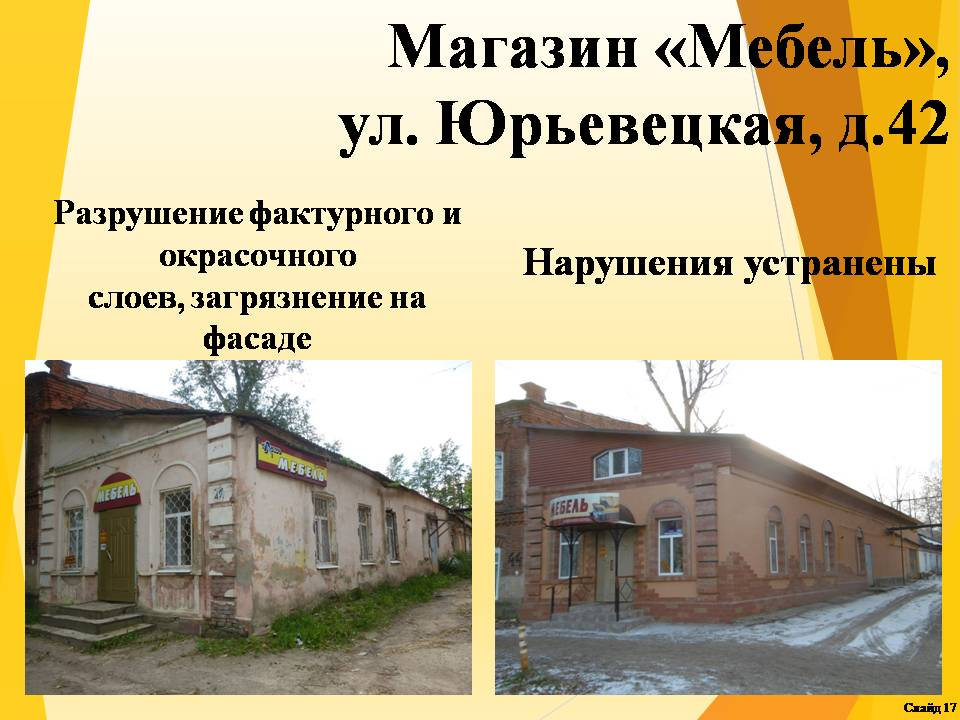 Магазин «Мебель»,
ул. Юрьевецкая, д.42
Разрушение фактурного и
окрасочного
слоев, загрязнение на
фасаде
Нарушения устранены
МЕБЕЛЬ
МЕБЕЛЬ
МЕБЕЛЬ
Слайд 17